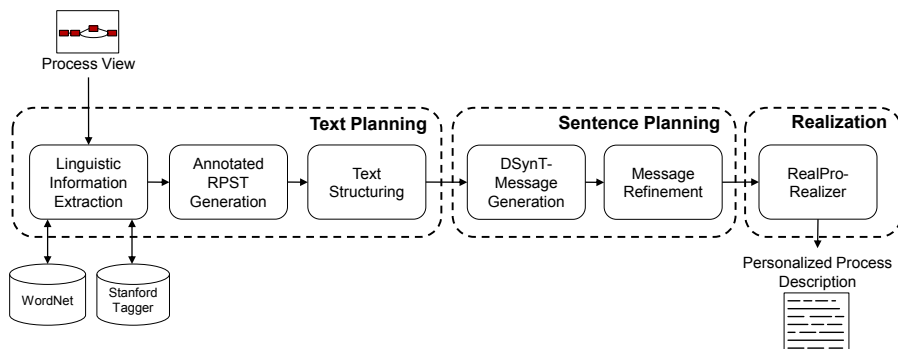 Process View
Text Planning
Sentence Planning
Realization
Linguistic
Information
Extraction
Annotated
RPST
Generation
Text
Structuring
DSynT-
Message
Generation
Message
Refinement
RealPro-
Realizer
WordNet
Stanford
Tagger
Personalized Process
Description